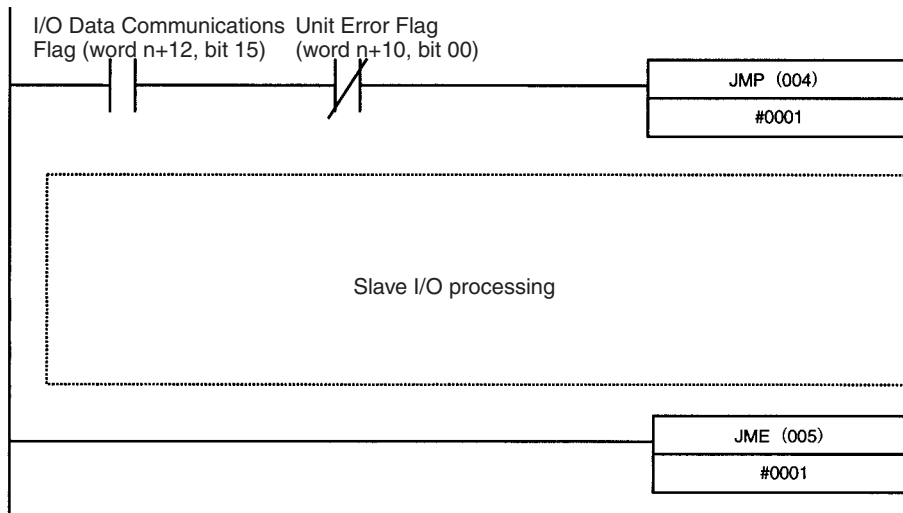 I/O Data Communications Unit Error Flag
Flag (word n+12, bit 15) (word n+10, bit 00)
JMP (004)
#0001
Slave I/O processing
JME (005)
#0001